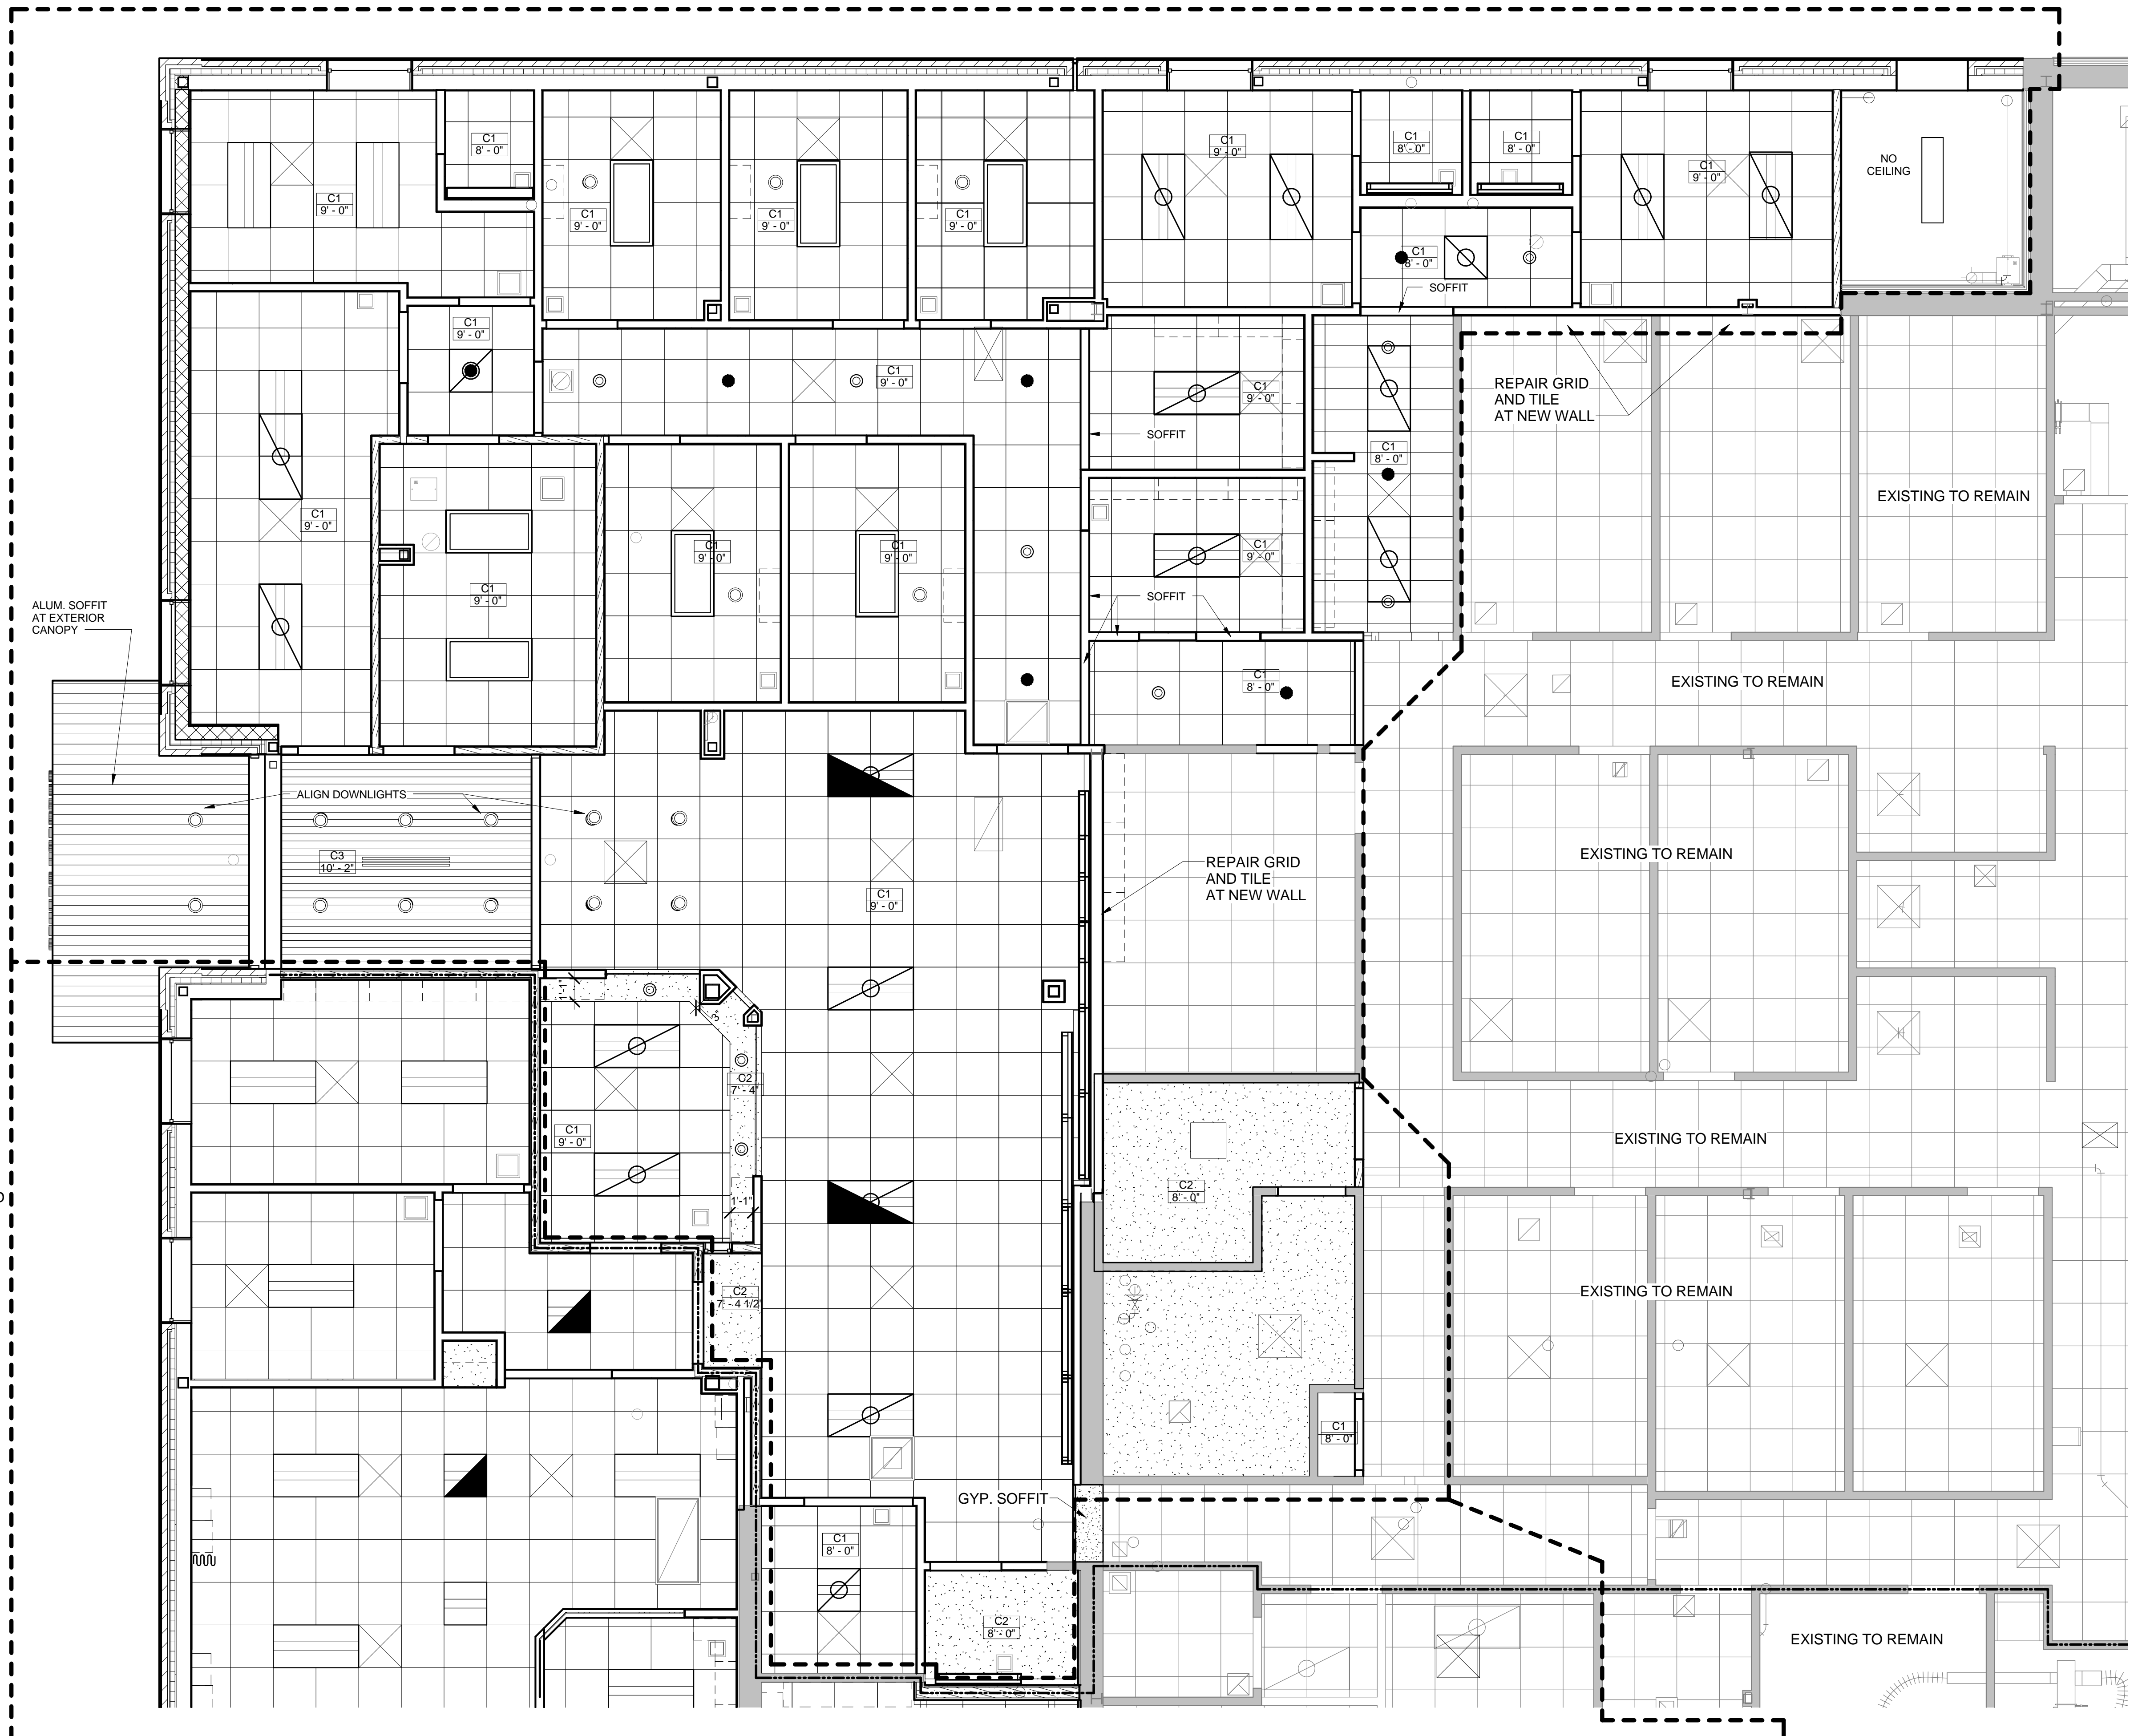 C1
8' - 0"
C1
9' - 0"
C1
8' - 0"
C1
8' - 0"
NO
CEILING
C1
9' - 0"
C1
9' - 0"
C1
9' - 0"
C1
9' - 0"
C1
9' - 0"
C1
8' - 0"
SOFFIT
C1
9' - 0"
C1
9' - 0"
C1
9' - 0"
REPAIR GRID
AND TILE
AT NEW WALL
SOFFIT
C1
8' - 0"
EXISTING TO REMAIN
C1
9' - 0"
C1
9' - 0"
C1
9' - 0"
C1
9' - 0"
C1
9' - 0"
SOFFIT
ALUM. SOFFIT
AT EXTERIOR
CANOPY
C1
8' - 0"
EXISTING TO REMAIN
ALIGN DOWNLIGHTS
C3
10' - 2"
EXISTING TO REMAIN
REPAIR GRID
AND TILE
AT NEW WALL
C1
9' - 0"
1'-1"
3"
C2
7' - 4"
C1
9' - 0"
EXISTING TO REMAIN
C2
8' - 0"
1'-1"
C2
7' - 4 1/2"
EXISTING TO REMAIN
C1
8' - 0"
GYP. SOFFIT
C1
8' - 0"
C2
8' - 0"
EXISTING TO REMAIN